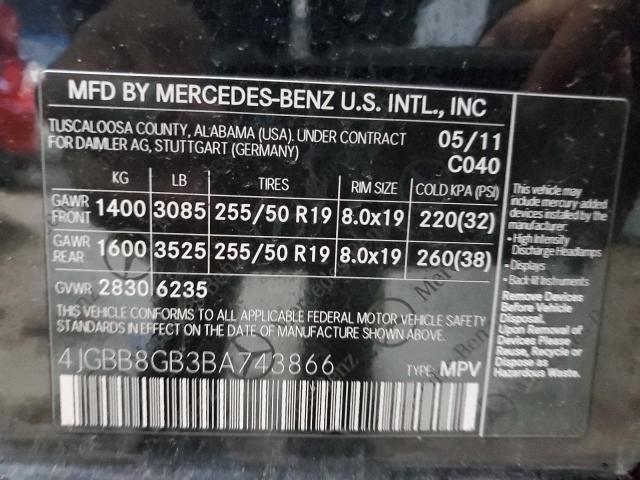 MFD BY MERCEDES-BENZ U.S. INTL., INC
TUSCALOOSA COUNTY, ALABAMA (USA). UNDER CONTRACT 05/11
FOR DAIMLER AG, STUTTGART (GERMANY) C040
KG LB TIRES RIM SIZE COLD KPA (PSI)
GAWR FRONT 1400 3085 255/50 R19 8.0x19 220(32)
GAWR .REAR 1600 3525 255/50 R19 8.0x19 260(38)
GVWR 2830 6235
THIS VEHICLE CONFORMS TO ALL APPLICABLE FEDERAL MOTOR VEHICLE SAFETY
STANDARDS IN EFFECT ON THE DATE OF MANUFACTURE SHOWN ABOVE.
4JGBB8GB3BA743866 TYPE: MPV
This vehicle may
include mercury-added
devices installed by the
manufacturer:
• High Intensity
Discharge Headlamps
• Displays
• Back-lit Instruments
Remove Devices
Before Vehicle
Disposal.
Upon Removal of
Devices Please
Reuse, Recycle or
Dispose as
Hazardous Waste.